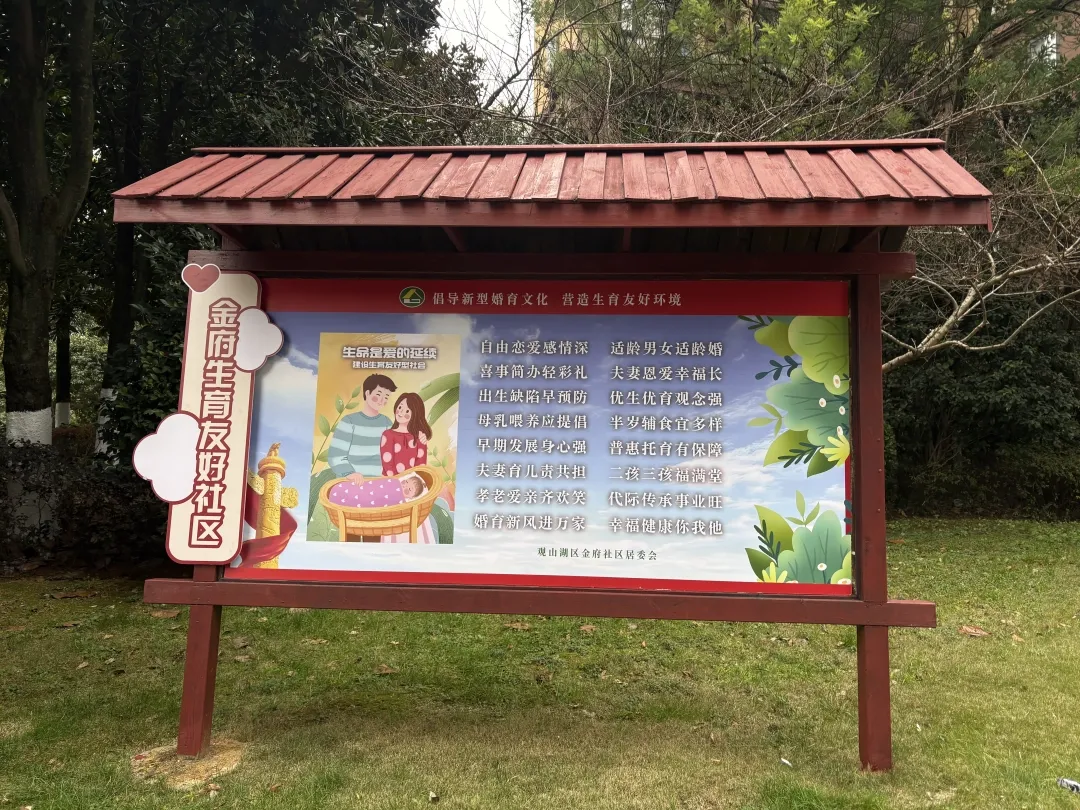 倡导新型婚育文化 营造生育友好环境
金府生育友好社区
生命是爱的延续
建设生育友好型社会
自由恋爱感情深 适龄男女适龄婚
喜事简办轻彩礼 夫妻恩爱幸福长
出生缺陷早预防 优生优育观念强
母乳喂养应提倡 半岁辅食宜多样
早期发展身心强 普惠托育有保障
夫妻育儿责共担 二孩三孩福满堂
孝老爱亲齐欢笑 代际传承事业旺
婚育新风进万家 幸福健康你我他
观山湖区金府社区居委会